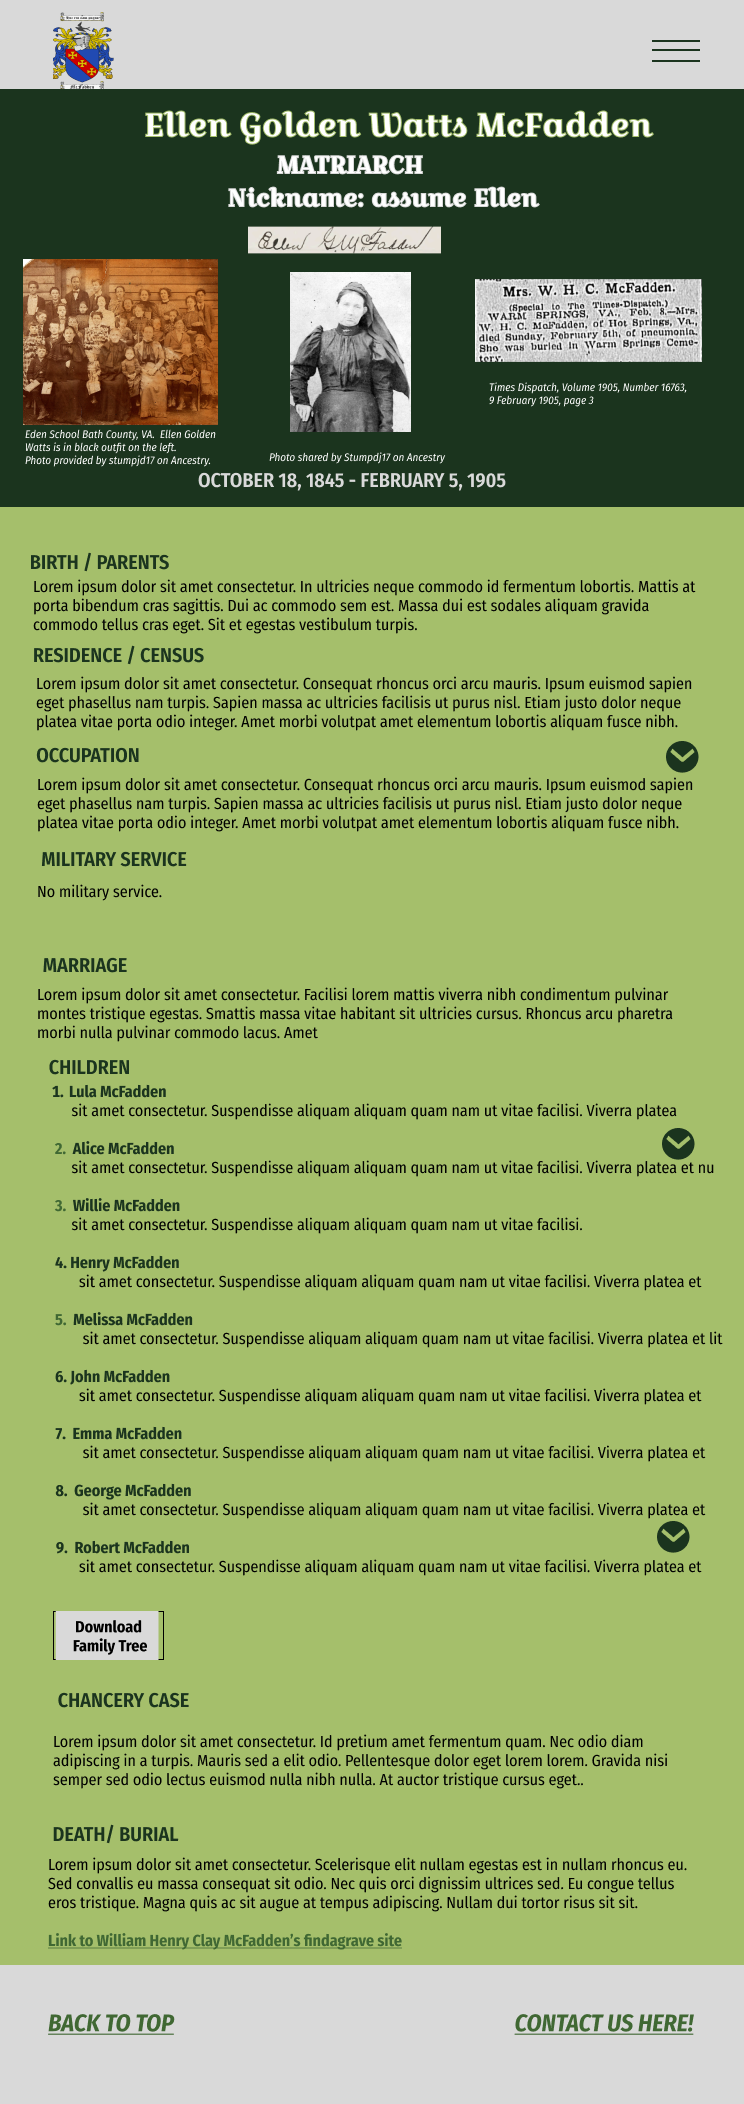 McFadden
Ellen Golden Watts McFadden
MATRIARCH
Nickname: assume Ellen
Ellen G. McFadden
Mrs. W. H. C. McFadden.
(Special to The Times-Dispatch.)
WARM SPRINGS, VA., Feb. 8.—Mrs.
W. H. C. McFadden, of Hot Springs, Va.,
died Sunday, February 5th, of pneumonia.
She was buried in Warm Springs Ceme-
tery.
Times Dispatch, Volume 1905, Number 16763,
9 February 1905, page 3
Eden School Bath County, VA.  Ellen Golden
Watts is in black outfit on the left.
Photo provided by stumpjd17 on Ancestry.
Photo shared by Stumpdj17 on Ancestry
OCTOBER 18, 1845 - FEBRUARY 5, 1905
BIRTH / PARENTS
Lorem ipsum dolor sit amet consectetur. In ultricies neque commodo id fermentum lobortis. Mattis at
porta bibendum cras sagittis. Dui ac commodo sem est. Massa dui est sodales aliquam gravida
commodo tellus cras eget. Sit et egestas vestibulum turpis.
RESIDENCE / CENSUS
Lorem ipsum dolor sit amet consectetur. Consequat rhoncus orci arcu mauris. Ipsum euismod sapien
eget phasellus nam turpis. Sapien massa ac ultricies facilisis ut purus nisl. Etiam justo dolor neque
platea vitae porta odio integer. Amet morbi volutpat amet elementum lobortis aliquam fusce nibh.
OCCUPATION
Lorem ipsum dolor sit amet consectetur. Consequat rhoncus orci arcu mauris. Ipsum euismod sapien
eget phasellus nam turpis. Sapien massa ac ultricies facilisis ut purus nisl. Etiam justo dolor neque
platea vitae porta odio integer. Amet morbi volutpat amet elementum lobortis aliquam fusce nibh.
MILITARY SERVICE
No military service.
MARRIAGE
Lorem ipsum dolor sit amet consectetur. Facilisi lorem mattis viverra nibh condimentum pulvinar
montes tristique egestas. Smattis massa vitae habitant sit ultricies cursus. Rhoncus arcu pharetra
morbi nulla pulvinar commodo lacus. Amet
CHILDREN
1. Lula McFadden
sit amet consectetur. Suspendisse aliquam aliquam quam nam ut vitae facilisi. Viverra platea
2. Alice McFadden
sit amet consectetur. Suspendisse aliquam aliquam quam nam ut vitae facilisi. Viverra platea et nu
3. Willie McFadden
sit amet consectetur. Suspendisse aliquam aliquam quam nam ut vitae facilisi.
4. Henry McFadden
sit amet consectetur. Suspendisse aliquam aliquam quam nam ut vitae facilisi. Viverra platea et
5. Melissa McFadden
sit amet consectetur. Suspendisse aliquam aliquam quam nam ut vitae facilisi. Viverra platea et lit
6. John McFadden
sit amet consectetur. Suspendisse aliquam aliquam quam nam ut vitae facilisi. Viverra platea et
7. Emma McFadden
sit amet consectetur. Suspendisse aliquam aliquam quam nam ut vitae facilisi. Viverra platea et
8. George McFadden
sit amet consectetur. Suspendisse aliquam aliquam quam nam ut vitae facilisi. Viverra platea et
9. Robert McFadden
sit amet consectetur. Suspendisse aliquam aliquam quam nam ut vitae facilisi. Viverra platea et
Download
Family Tree
CHANCERY CASE
Lorem ipsum dolor sit amet consectetur. Id pretium amet fermentum quam. Nec odio diam
adipiscing in a turpis. Mauris sed a elit odio. Pellentesque dolor eget lorem lorem. Gravida nisi
semper sed odio lectus euismod nulla nibh nulla. At auctor tristique cursus eget..
DEATH/ BURIAL
Lorem ipsum dolor sit amet consectetur. Scelerisque elit nullam egestas est in nullam rhoncus eu.
Sed convallis eu massa consequat sit odio. Nec quis orci dignissim ultrices sed. Eu congue tellus
eros tristique. Magna quis ac sit augue at tempus adipiscing. Nullam dui tortor risus sit sit.
Link to William Henry Clay McFadden’s findagrave site
BACK TO TOP
CONTACT US HERE!